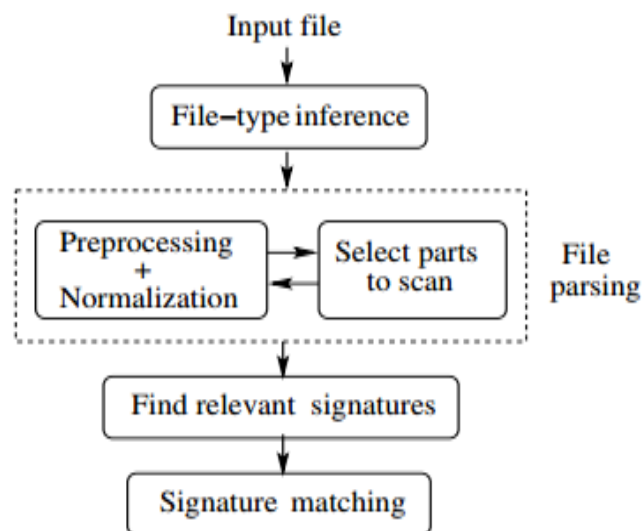 Input file
File-type inference
Preprocessing
+
Normalization
Select parts
to scan
File
parsing
Find relevant signatures
Signature matching